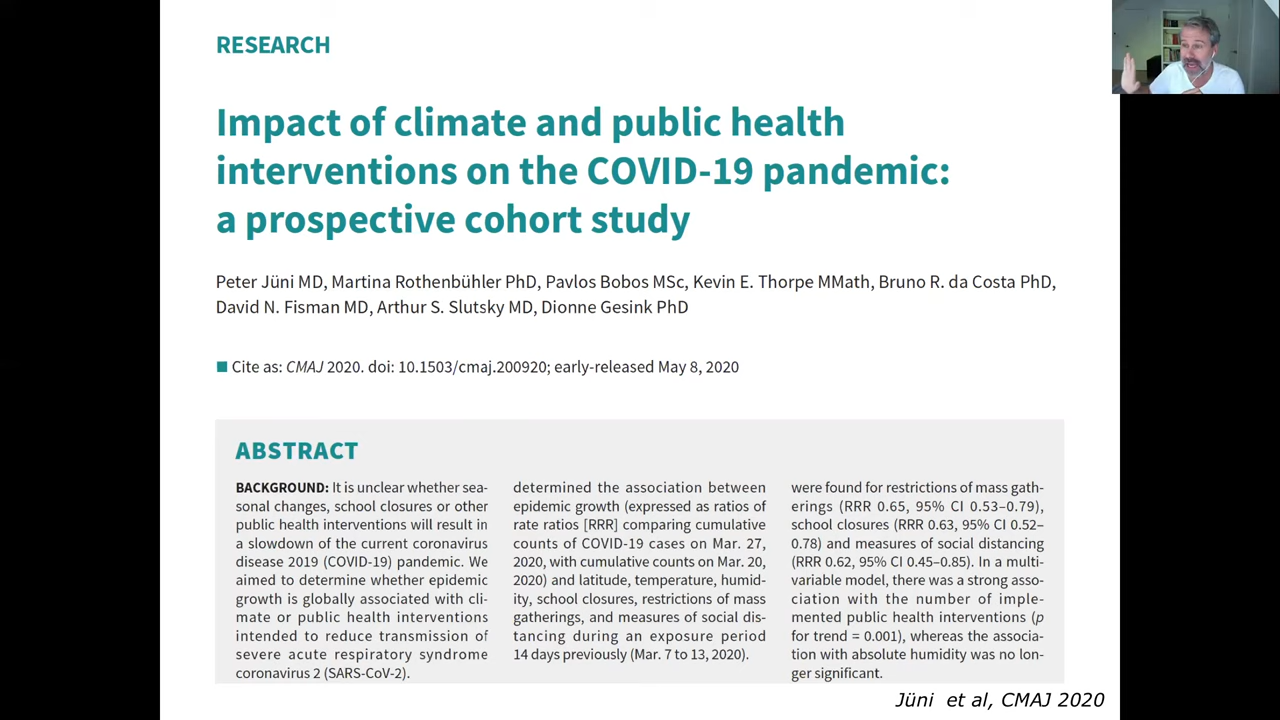 RESEARCH
Impact of climate and public health
interventions on the COVID-19 pandemic:
a prospective cohort study
Peter Jüni MD, Martina Rothenbühler PhD, Pavlos Bobos MSc, Kevin E. Thorpe MMath, Bruno R. da Costa PhD,
David N. Fisman MD, Arthur S. Slutsky MD, Dionne Gesink PhD
Cite as: CMAJ 2020. doi: 10.1503/cmaj.200920; early-released May 8, 2020
ABSTRACT
BACKGROUND: It is unclear whether sea-
sonal changes, school closures or other
public health interventions will result in
a slowdown of the current coronavirus
disease 2019 (COVID-19) pandemic. We
aimed to determine whether epidemic
growth is globally associated with cli-
mate or public health interventions
intended to reduce transmission of
severe acute respiratory syndrome
coronavirus 2 (SARS-CoV-2).
determined the association between
epidemic growth (expressed as ratios of
rate ratios [RRR] comparing cumulative
counts of COVID-19 cases on Mar. 27,
2020, with cumulative counts on Mar. 20,
2020) and latitude, temperature, humid-
ity, school closures, restrictions of mass
gatherings, and measures of social dis-
tancing during an exposure period
14 days previously (Mar. 7 to 13, 2020).
were found for restrictions of mass gath-
erings (RRR 0.65, 95% CI 0.53–0.79),
school closures (RRR 0.63, 95% CI 0.52–
0.78) and measures of social distancing
(RRR 0.62, 95% CI 0.45–0.85). In a multi-
variable model, there was a strong asso-
ciation with the number of imple-
mented public health interventions (p
for trend = 0.001), whereas the associa-
tion with absolute humidity was no lon-
ger significant.
Jüni et al, CMAJ 2020